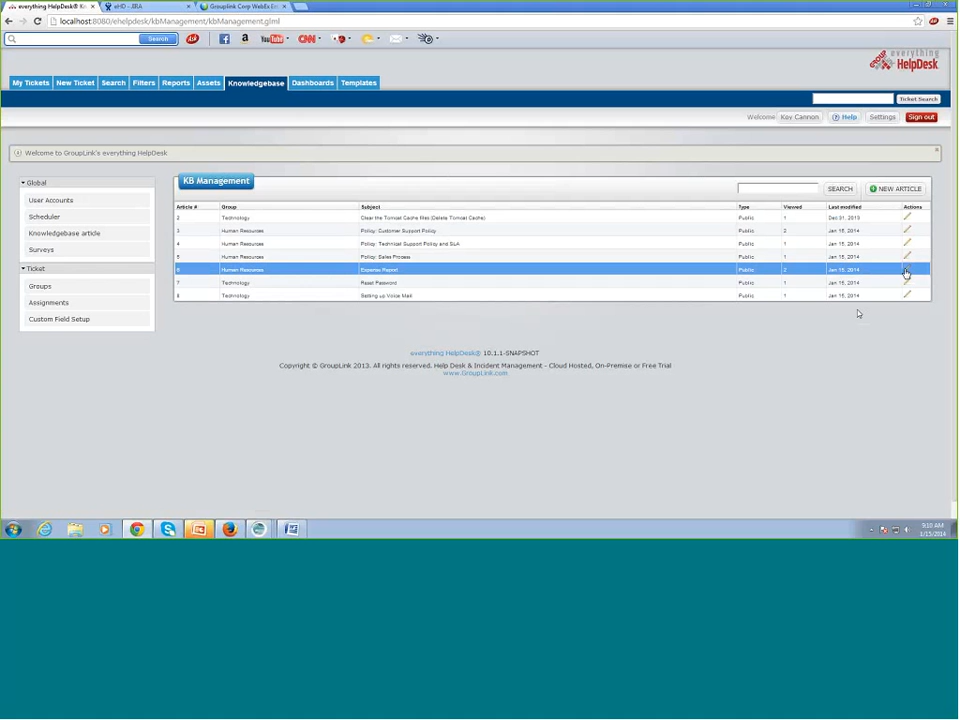 everything HelpDesk® Kn
eHD - JIRA
Grouplink Corp WebEx En
localhost:8080/ehelpdesk/kbManagement/kbManagement.glml
Search
a
You Tube
CNN
GROUP
everything
HelpDesk
My Tickets
New Ticket
Search
Filters
Reports
Assets
Knowledgebase
Dashboards
Templates
Ticket Search
Welcome Koy Cannon
Help
Settings
Sign out
Welcome to GroupLink's everything HelpDesk
Global
User Accounts
Scheduler
Knowledgebase article
Surveys
Ticket
Groups
Assignments
Custom Field Setup
KB Management
SEARCH
NEW ARTICLE
Article # Group Subject Type Viewed Last modified Actions
2 Technology Clear the Tomcat Cache files (Delete Tomcat Cache) Public 1 Dec 31, 2013
3 Human Resources Policy: Customer Support Policy Public 2 Jan 15, 2014
4 Human Resources Policy: Technical Support Policy and SLA Public 1 Jan 15, 2014
5 Human Resources Policy: Sales Process Public 1 Jan 15, 2014
6 Human Resources Expense Report Public 2 Jan 15, 2014
7 Technology Reset Password Public 1 Jan 15, 2014
8 Technology Setting up Voice Mail Public 1 Jan 15, 2014
everything HelpDesk® 10.1.1-SNAPSHOT
Copyright © GroupLink 2013. All rights reserved. Help Desk & Incident Management - Cloud Hosted, On-Premise or Free Trial
www.GroupLink.com
9:10 AM
1/15/2014